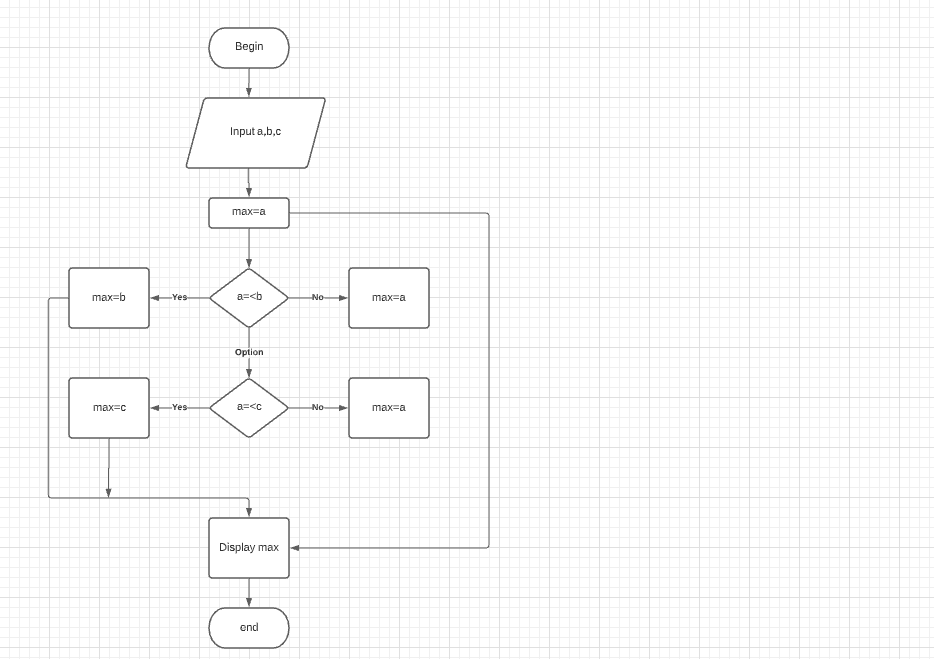 Begin
Input a,b,c
max=a
max=b
Yes
a=<b
No
max=a
Option
max=c
Yes
a=<c
No
max=a
Display max
end